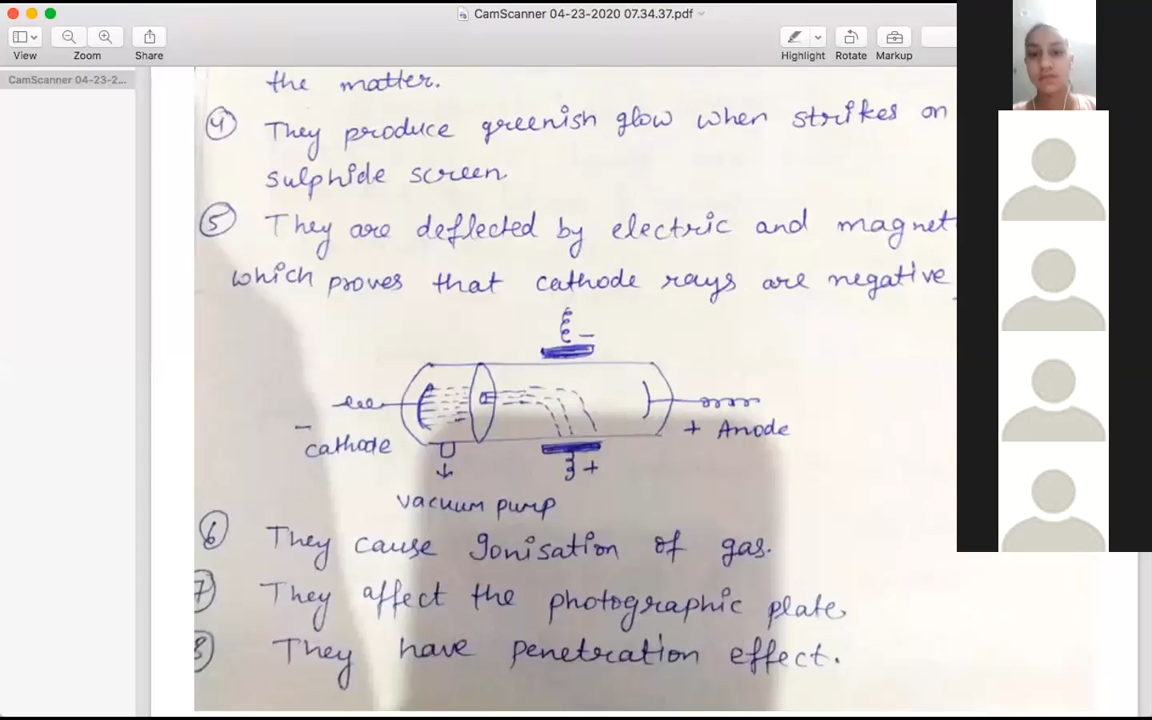 CamScanner 04-23-2020 07.34.37.pdf
View
Zoom
Share
Highlight
Rotate
Markup
CamScanner 04-23-2...
the matter.
④ They produce greenish glow when strikes on
sulphide screen
⑤ They are deflected by electric and magnet
which proves that cathode rays are negative
−
− cathode
+ Anode
+
vacuum pump
⑥ They cause Ionisation of gas.
⑦ They affect the photographic plate.
⑧ They have penetration effect.